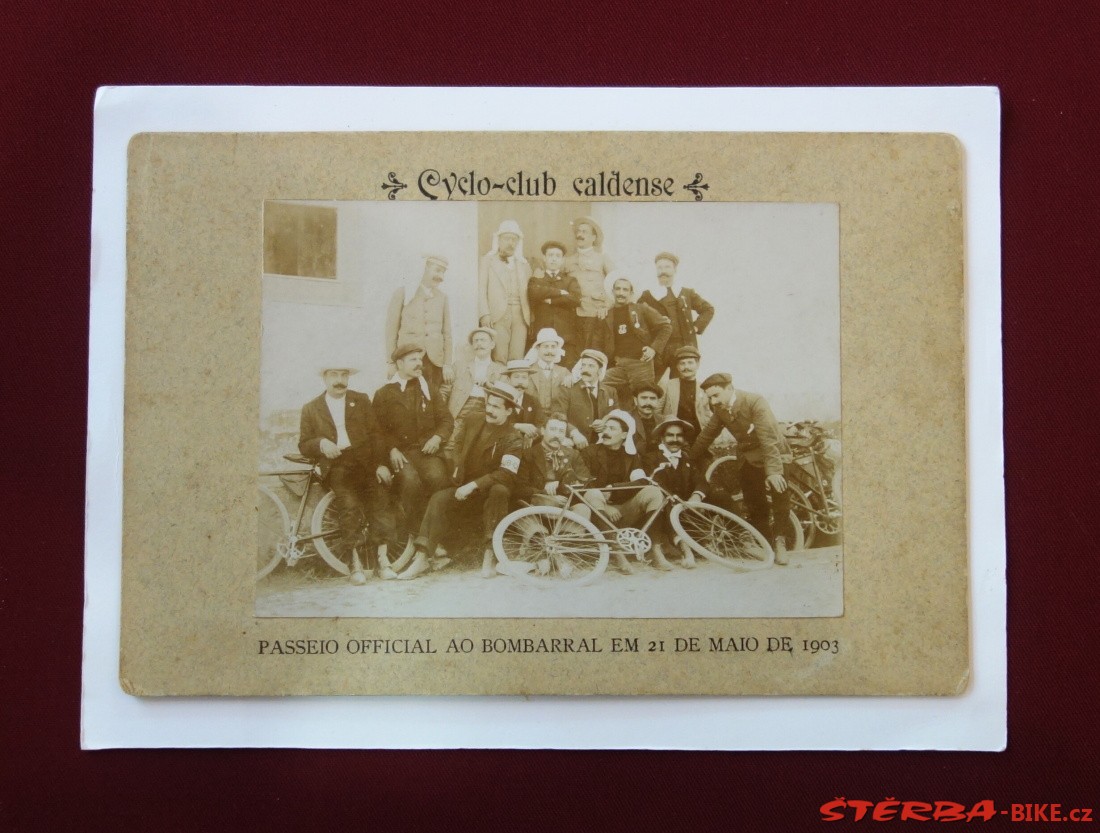 Cyclo-club caldense
PASSEIO OFFICIAL AO BOMBARRAL EM 21 DE MAIO DE 1903
ŠTĚRBA-BIKE.cz